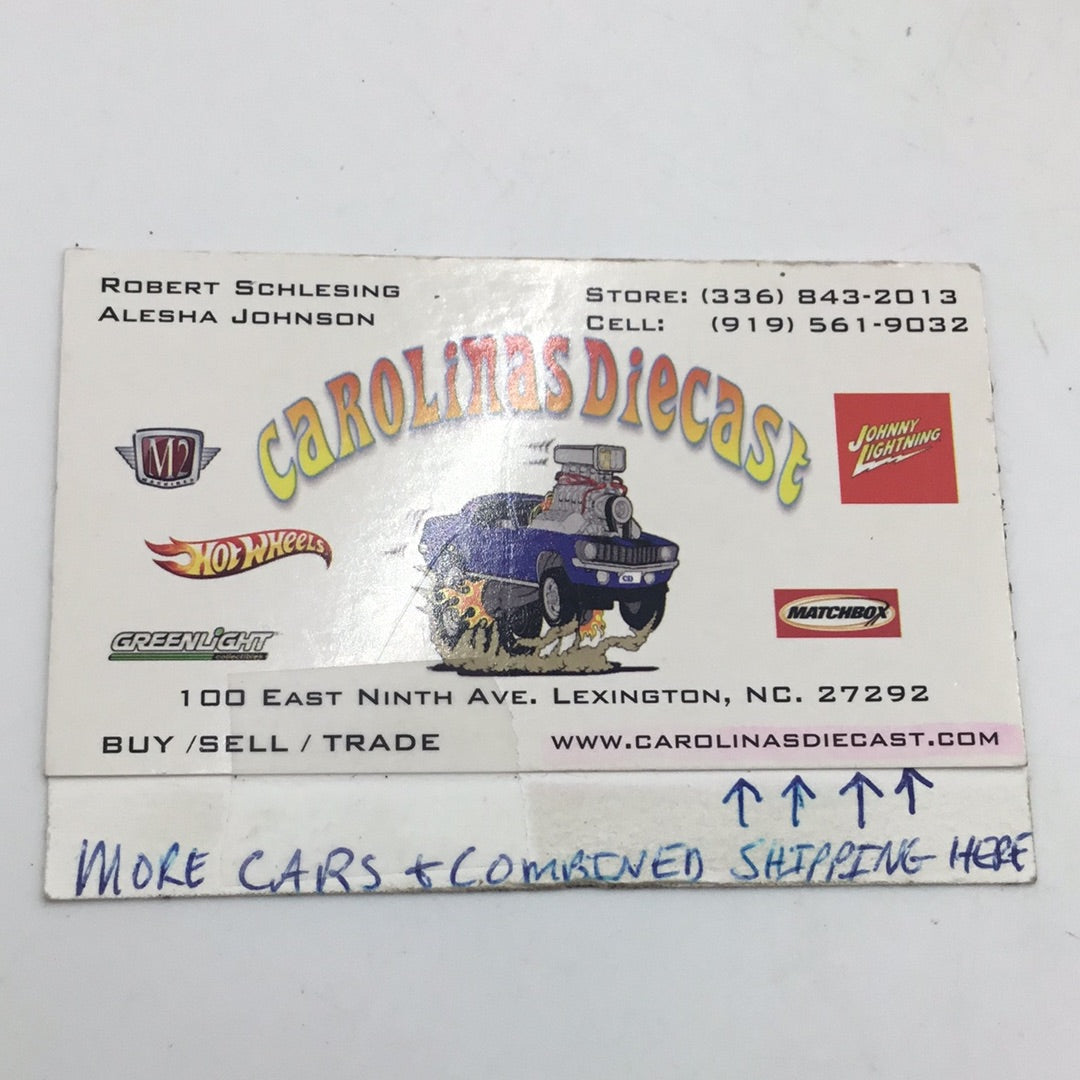 ROBERT SCHLESING
ALESHA JOHNSON
STORE: (336) 843-2013
CELL: (919) 561-9032
CAROLINAS DIECAST
M2
MACHINES
JOHNNY
LIGHTNING
HOT WHEELS
MATCHBOX
GREENLIGHT
collectibles
100 EAST NINTH AVE. LEXINGTON, NC. 27292
BUY /SELL / TRADE
WWW.CAROLINASDIECAST.COM
↑ ↑ ↑ ↑
MORE CARS + COMBINED SHIPPING HERE